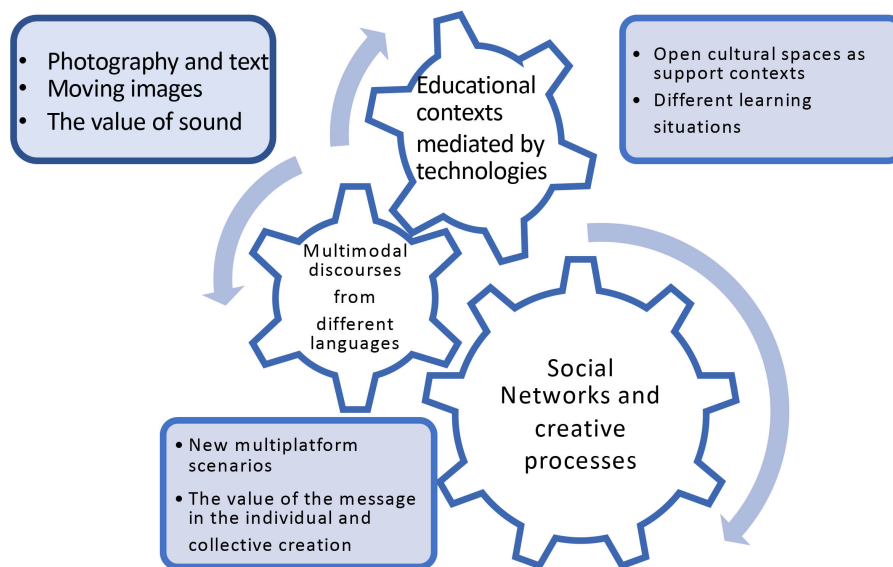 • Photography and text
• Moving images
• The value of sound
Educational
contexts
mediated by
technologies
• Open cultural spaces as
support contexts
• Different learning
situations
Multimodal
discourses
from
different
languages
Social
Networks and
creative
processes
• New multiplatform
scenarios
• The value of the message
in the individual and
collective creation